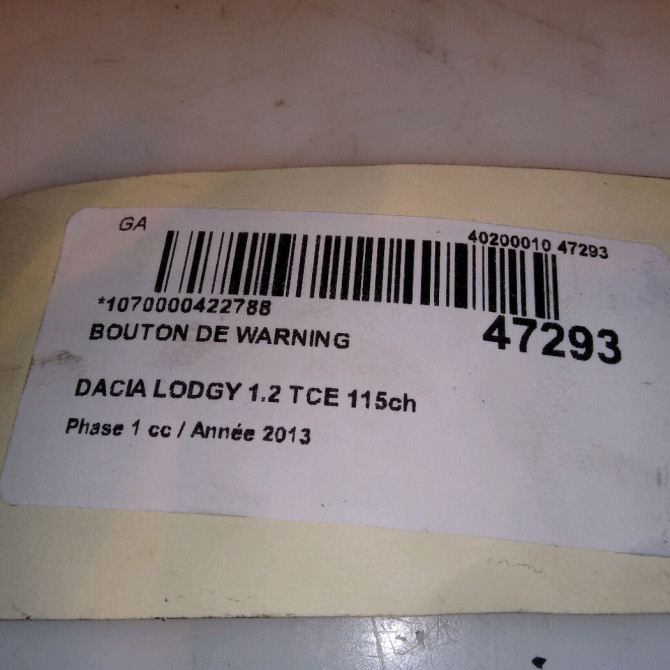 GA
40200010 47293
*1070000422788
BOUTON DE WARNING
47293
DACIA LODGY 1.2 TCE 115ch
Phase 1 cc / Année 2013